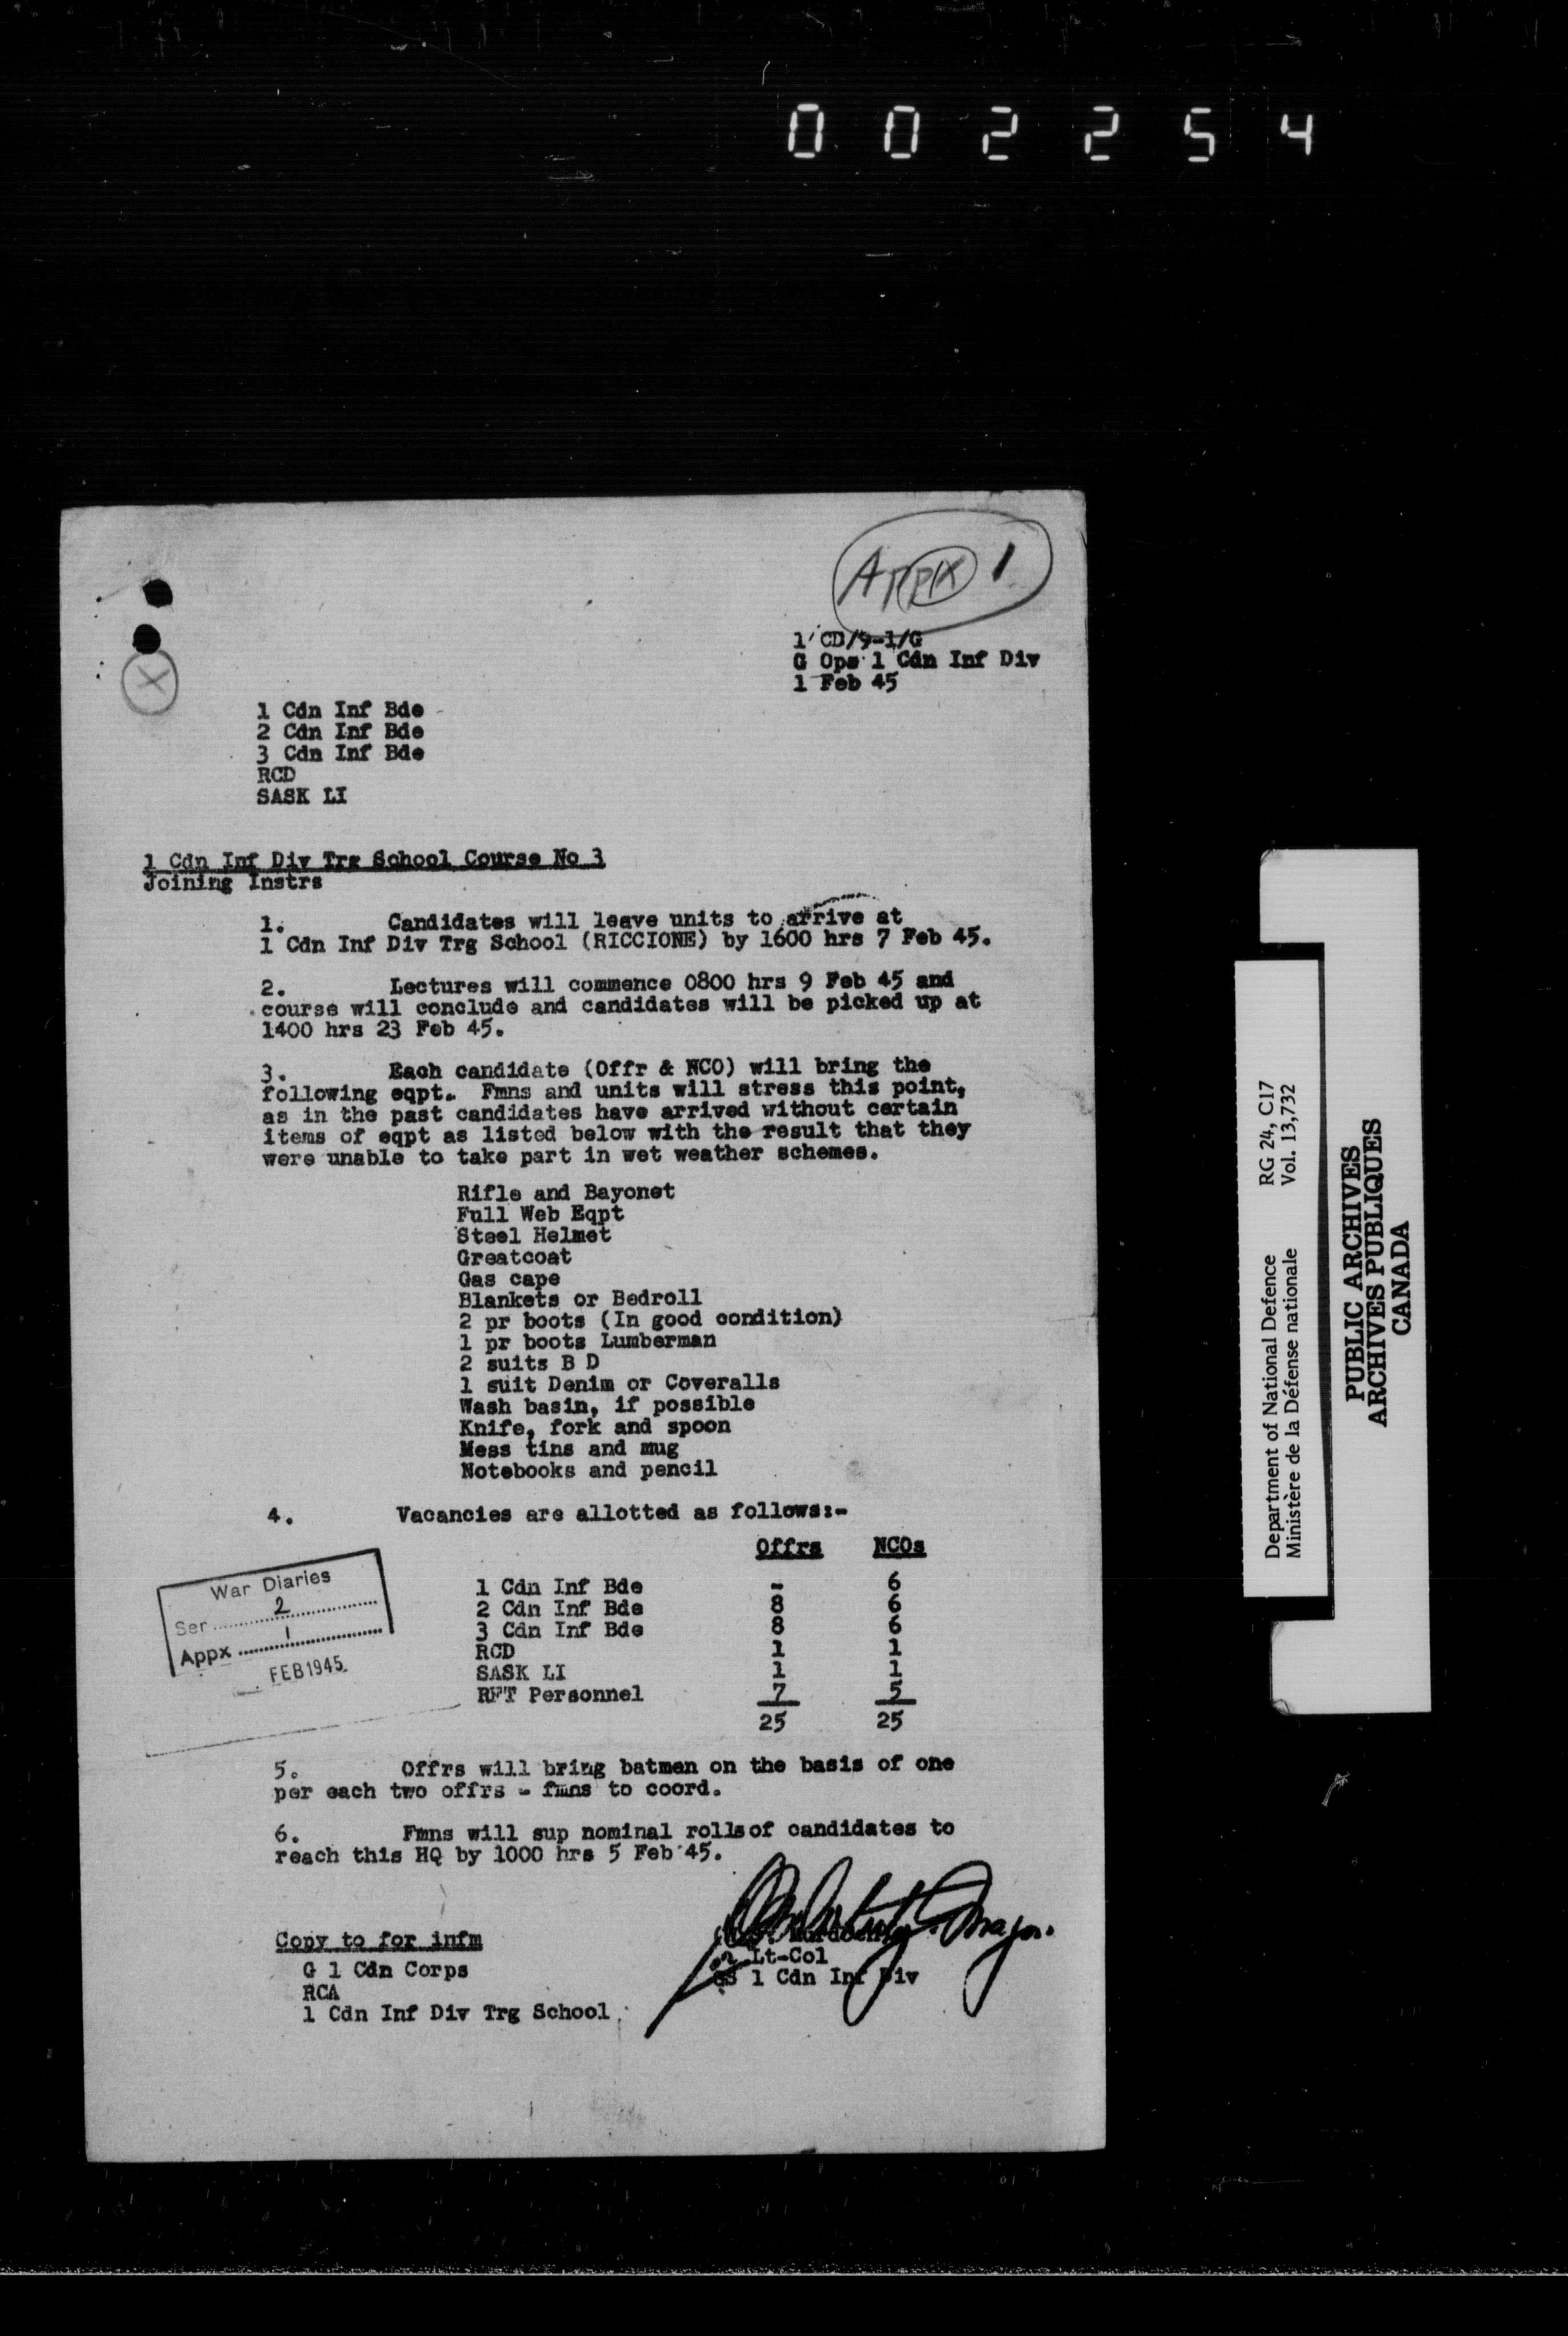 002254
APPX 1
1 CD/9-1/G
G Ops 1 Cdn Inf Div
1 Feb 45
X
1 Cdn Inf Bde
2 Cdn Inf Bde
3 Cdn Inf Bde
RCD
SASK LI
1 Cdn Inf Div Trg School Course No 3
Joining Instrs
1. Candidates will leave units to arrive at
1 Cdn Inf Div Trg School (RICCIONE) by 1600 hrs 7 Feb 45.
2. Lectures will commence 0800 hrs 9 Feb 45 and
course will conclude and candidates will be picked up at
1400 hrs 23 Feb 45.
3. Each candidate (Offr & NCO) will bring the
following eqpt. Fmns and units will stress this point,
as in the past candidates have arrived without certain
items of eqpt as listed below with the result that they
were unable to take part in wet weather schemes.
Rifle and Bayonet
Full Web Eqpt
Steel Helmet
Greatcoat
Gas cape
Blankets or Bedroll
2 pr boots (In good condition)
1 pr boots Lumberman
2 suits B D
1 suit Denim or Coveralls
Wash basin, if possible
Knife, fork and spoon
Mess tins and mug
Notebooks and pencil
4. Vacancies are allotted as follows:-
Offrs NCOs
1 Cdn Inf Bde - 6
2 Cdn Inf Bde 8 6
3 Cdn Inf Bde 8 6
RCD 1 1
SASK LI 1 1
RFT Personnel 7 5
25 25
War Diaries
Ser 2
Appx 1
FEB 1945
5. Offrs will bring batmen on the basis of one
per each two offrs - fmns to coord.
6. Fmns will sup nominal rolls of candidates to
reach this HQ by 1000 hrs 5 Feb 45.
Major.
Lt-Col
GS 1 Cdn Inf Div
Copy to for infm
G 1 Cdn Corps
RCA
1 Cdn Inf Div Trg School
Department of National Defence RG 24, C17
Ministère de la Défense nationale Vol. 13,732
PUBLIC ARCHIVES
ARCHIVES PUBLIQUES
CANADA